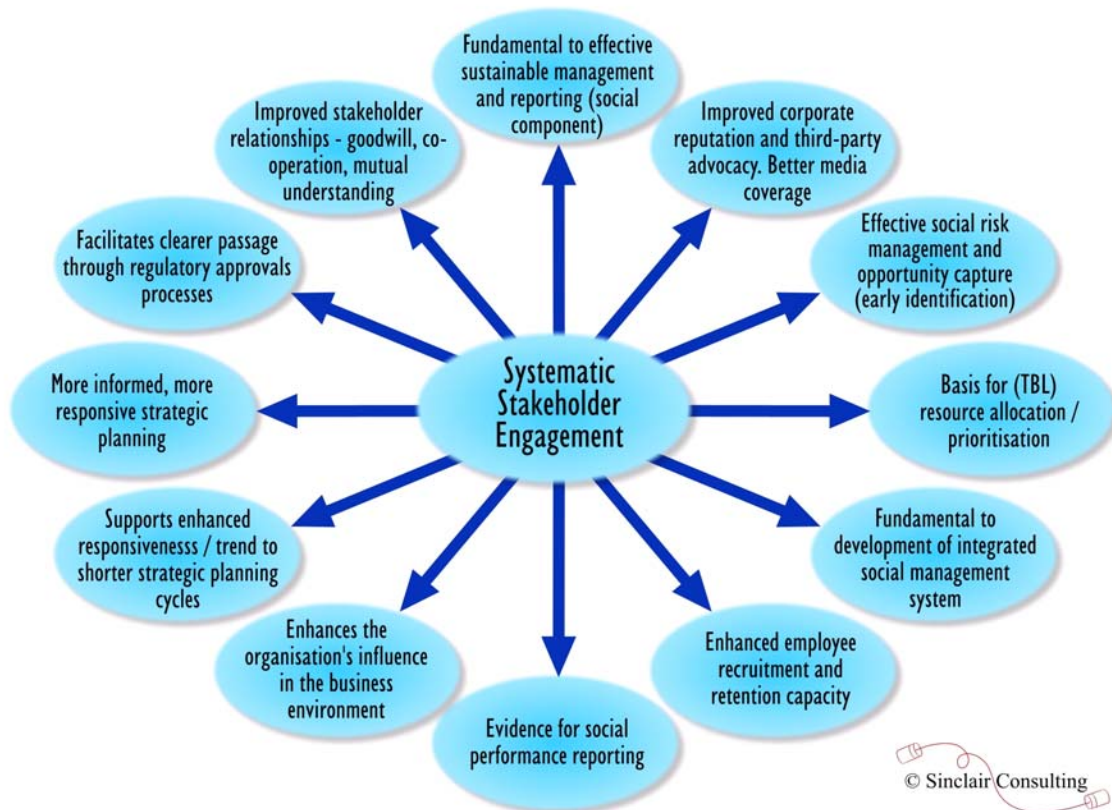 Fundamental to effective
sustainable management
and reporting (social
component)
Improved corporate
reputation and third-party
advocacy. Better media
coverage
Effective social risk
management and
opportunity capture
(early identification)
Basis for (TBL)
resource allocation /
prioritisation
Fundamental to
development of integrated
social management
system
Enhanced employee
recruitment and
retention capacity
Evidence for social
performance reporting
Enhances the
organisation's influence
in the business
environment
Supports enhanced
responsivenesss / trend to
shorter strategic planning
cycles
More informed, more
responsive strategic
planning
Facilitates clearer passage
through regulatory approvals
processes
Improved stakeholder
relationships - goodwill, co-
operation, mutual
understanding
Systematic
Stakeholder
Engagement
© Sinclair Consulting